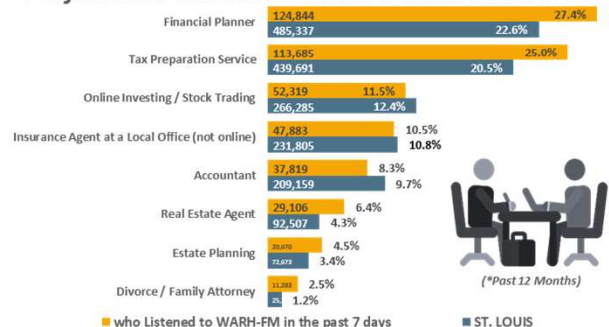 Financial Planner
124,844 27.4%
485,337 22.6%
Tax Preparation Service
113,685 25.0%
439,691 20.5%
Online Investing / Stock Trading
52,319 11.5%
266,285 12.4%
Insurance Agent at a Local Office (not online)
47,883 10.5%
231,805 10.8%
Accountant
37,819 8.3%
209,159 9.7%
Real Estate Agent
29,106 6.4%
92,507 4.3%
Estate Planning
20,670 4.5%
72,673 3.4%
Divorce / Family Attorney
11,283 2.5%
1.2%
(*Past 12 Months)
who Listened to WARH-FM in the past 7 days
ST. LOUIS